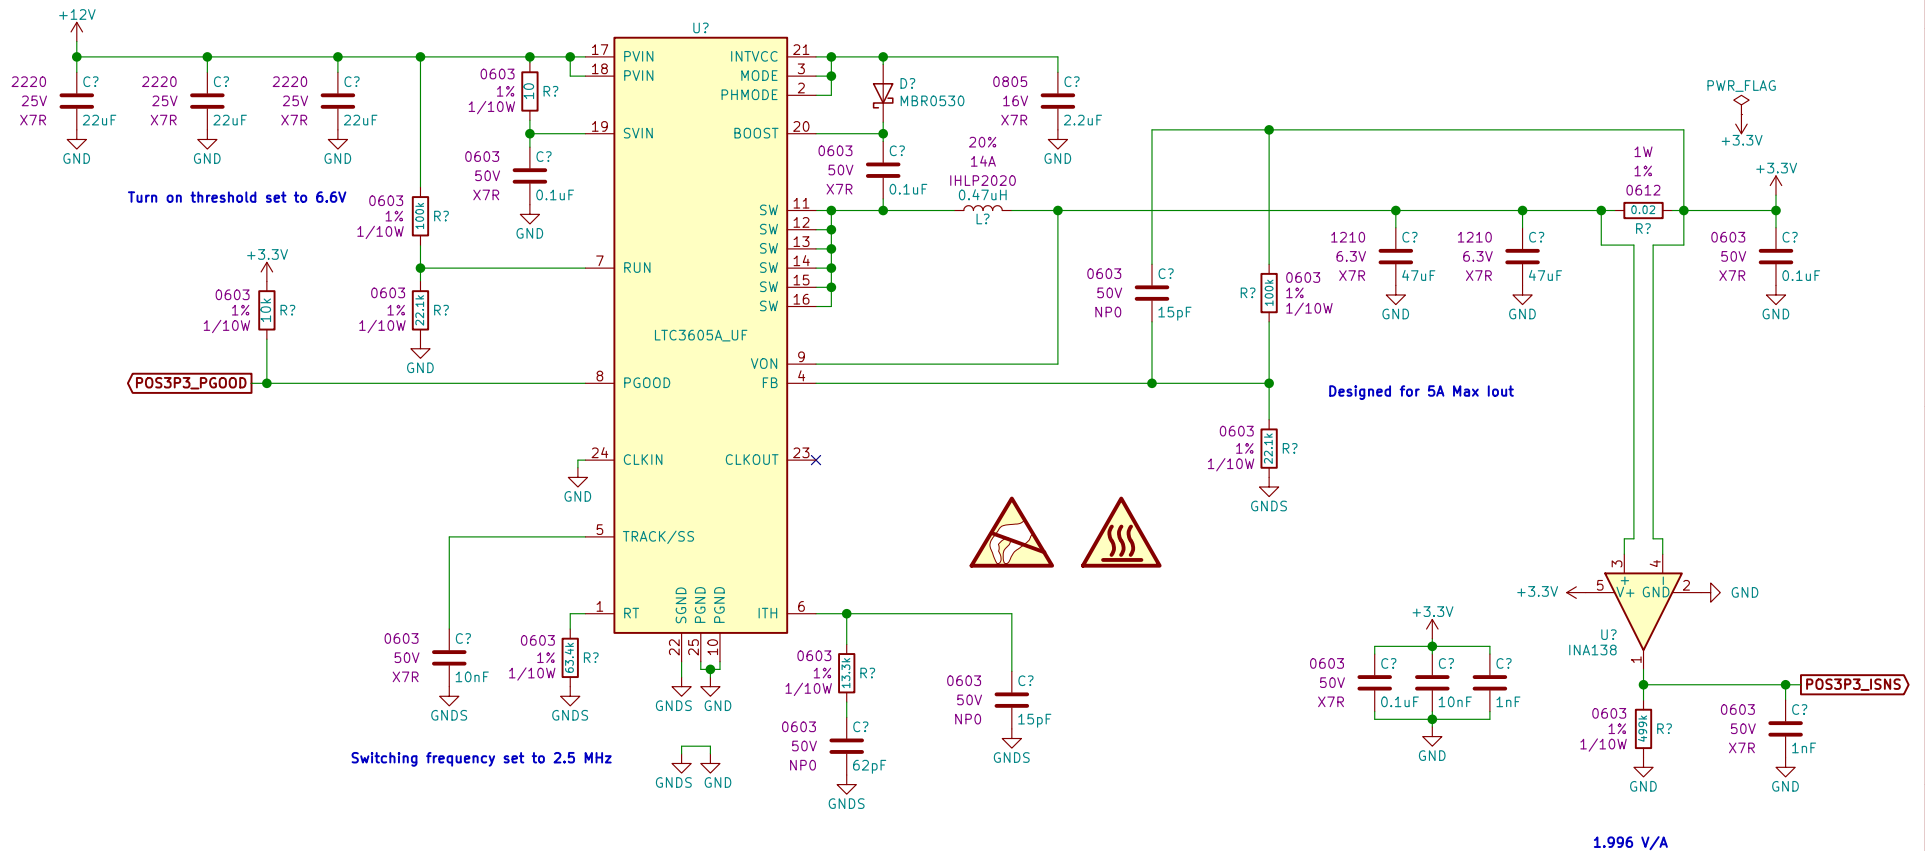 +12V
2220
25V
X7R
C?
22uF
GND
2220
25V
X7R
C?
22uF
GND
2220
25V
X7R
C?
22uF
GND
Turn on threshold set to 6.6V
0603
1%
1/10W
10
R?
0603
50V
X7R
C?
0.1uF
GND
0603
1%
1/10W
100k
R?
0603
1%
1/10W
22.1k
R?
GND
+3.3V
0603
1%
1/10W
10k
R?
POS3P3_PGOOD
GND
0603
50V
X7R
C?
10nF
GNDS
0603
1%
1/10W
63.4k
R?
GNDS
Switching frequency set to 2.5 MHz
U?
17 PVIN
18 PVIN
19 SVIN
7 RUN
8 PGOOD
24 CLKIN
5 TRACK/SS
1 RT
INTVCC 21
MODE 3
PHMODE 2
BOOST 20
SW 11
SW 12
SW 13
SW 14
SW 15
SW 16
LTC3605A_UF
VON 9
FB 4
CLKOUT 23
ITH 6
SGND 22
PGND 25
PGND 10
GNDS
GND
GNDS
GND
D?
MBR0530
0805
16V
X7R
C?
2.2uF
GND
0603
50V
X7R
C?
0.1uF
20%
14A
IHLP2020
0.47uH
L?
0603
50V
NP0
C?
15pF
R?
100k
0603
1%
1/10W
0603
1%
1/10W
22.1k
R?
GNDS
0603
1%
1/10W
13.3k
R?
0603
50V
NP0
C?
62pF
GNDS
0603
50V
NP0
C?
15pF
GNDS
1210
6.3V
X7R
C?
47uF
GND
1210
6.3V
X7R
C?
47uF
GND
Designed for 5A Max Iout
PWR_FLAG
+3.3V
1W
1%
0612
0.02
R?
+3.3V
0603
50V
X7R
C?
0.1uF
GND
+3.3V
0603
50V
X7R
C?
0.1uF
C?
10nF
C?
1nF
GND
+3.3V
5
V+
3
+
4
-
GND
2
GND
U?
INA138
1
POS3P3_ISNS
0603
1%
1/10W
499k
R?
GND
0603
50V
X7R
C?
1nF
GND
1.996 V/A